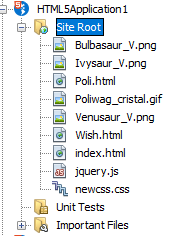 HTML5Application1
Site Root
Bulbasaur_V.png
Ivysaur_V.png
Poli.html
Poliwag_cristal.gif
Venusaur_V.png
Wish.html
index.html
jquery.js
newcss.css
Unit Tests
Important Files